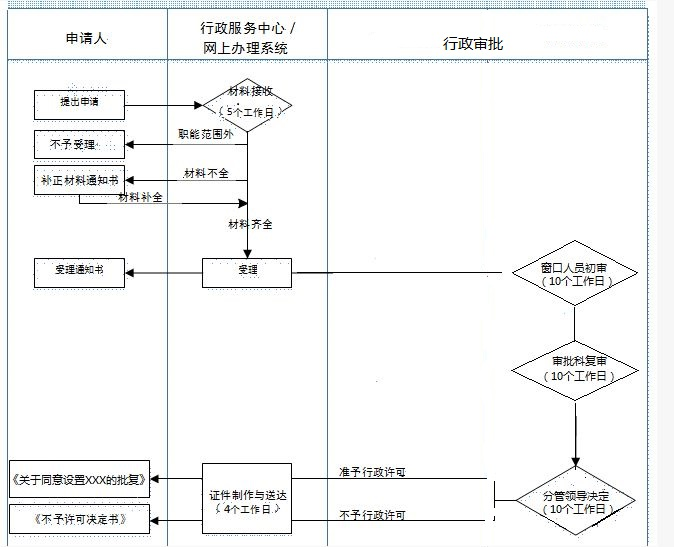 申请人
行政服务中心/
网上办理系统
行政审批
提出申请
材料接收
（5个工作日）
职能范围外
不予受理
材料不全
补正材料通知书
材料补全
材料齐全
受理通知书
受理
窗口人员初审
（10个工作日）
审批科复审
（10个工作日）
准予行政许可
《关于同意设置XXX的批复》
证件制作与送达
（4个工作日）
分管领导决定
（10个工作日）
不予行政许可
《不予许可决定书》